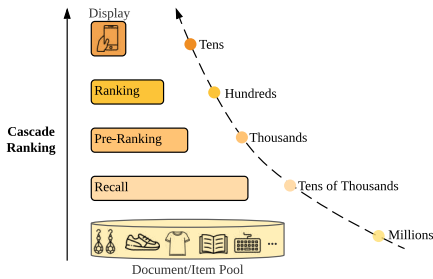 Display
Tens
Ranking
Hundreds
Cascade
Ranking
Pre-Ranking
Thousands
Recall
Tens of Thousands
Millions
...
Document/Item Pool